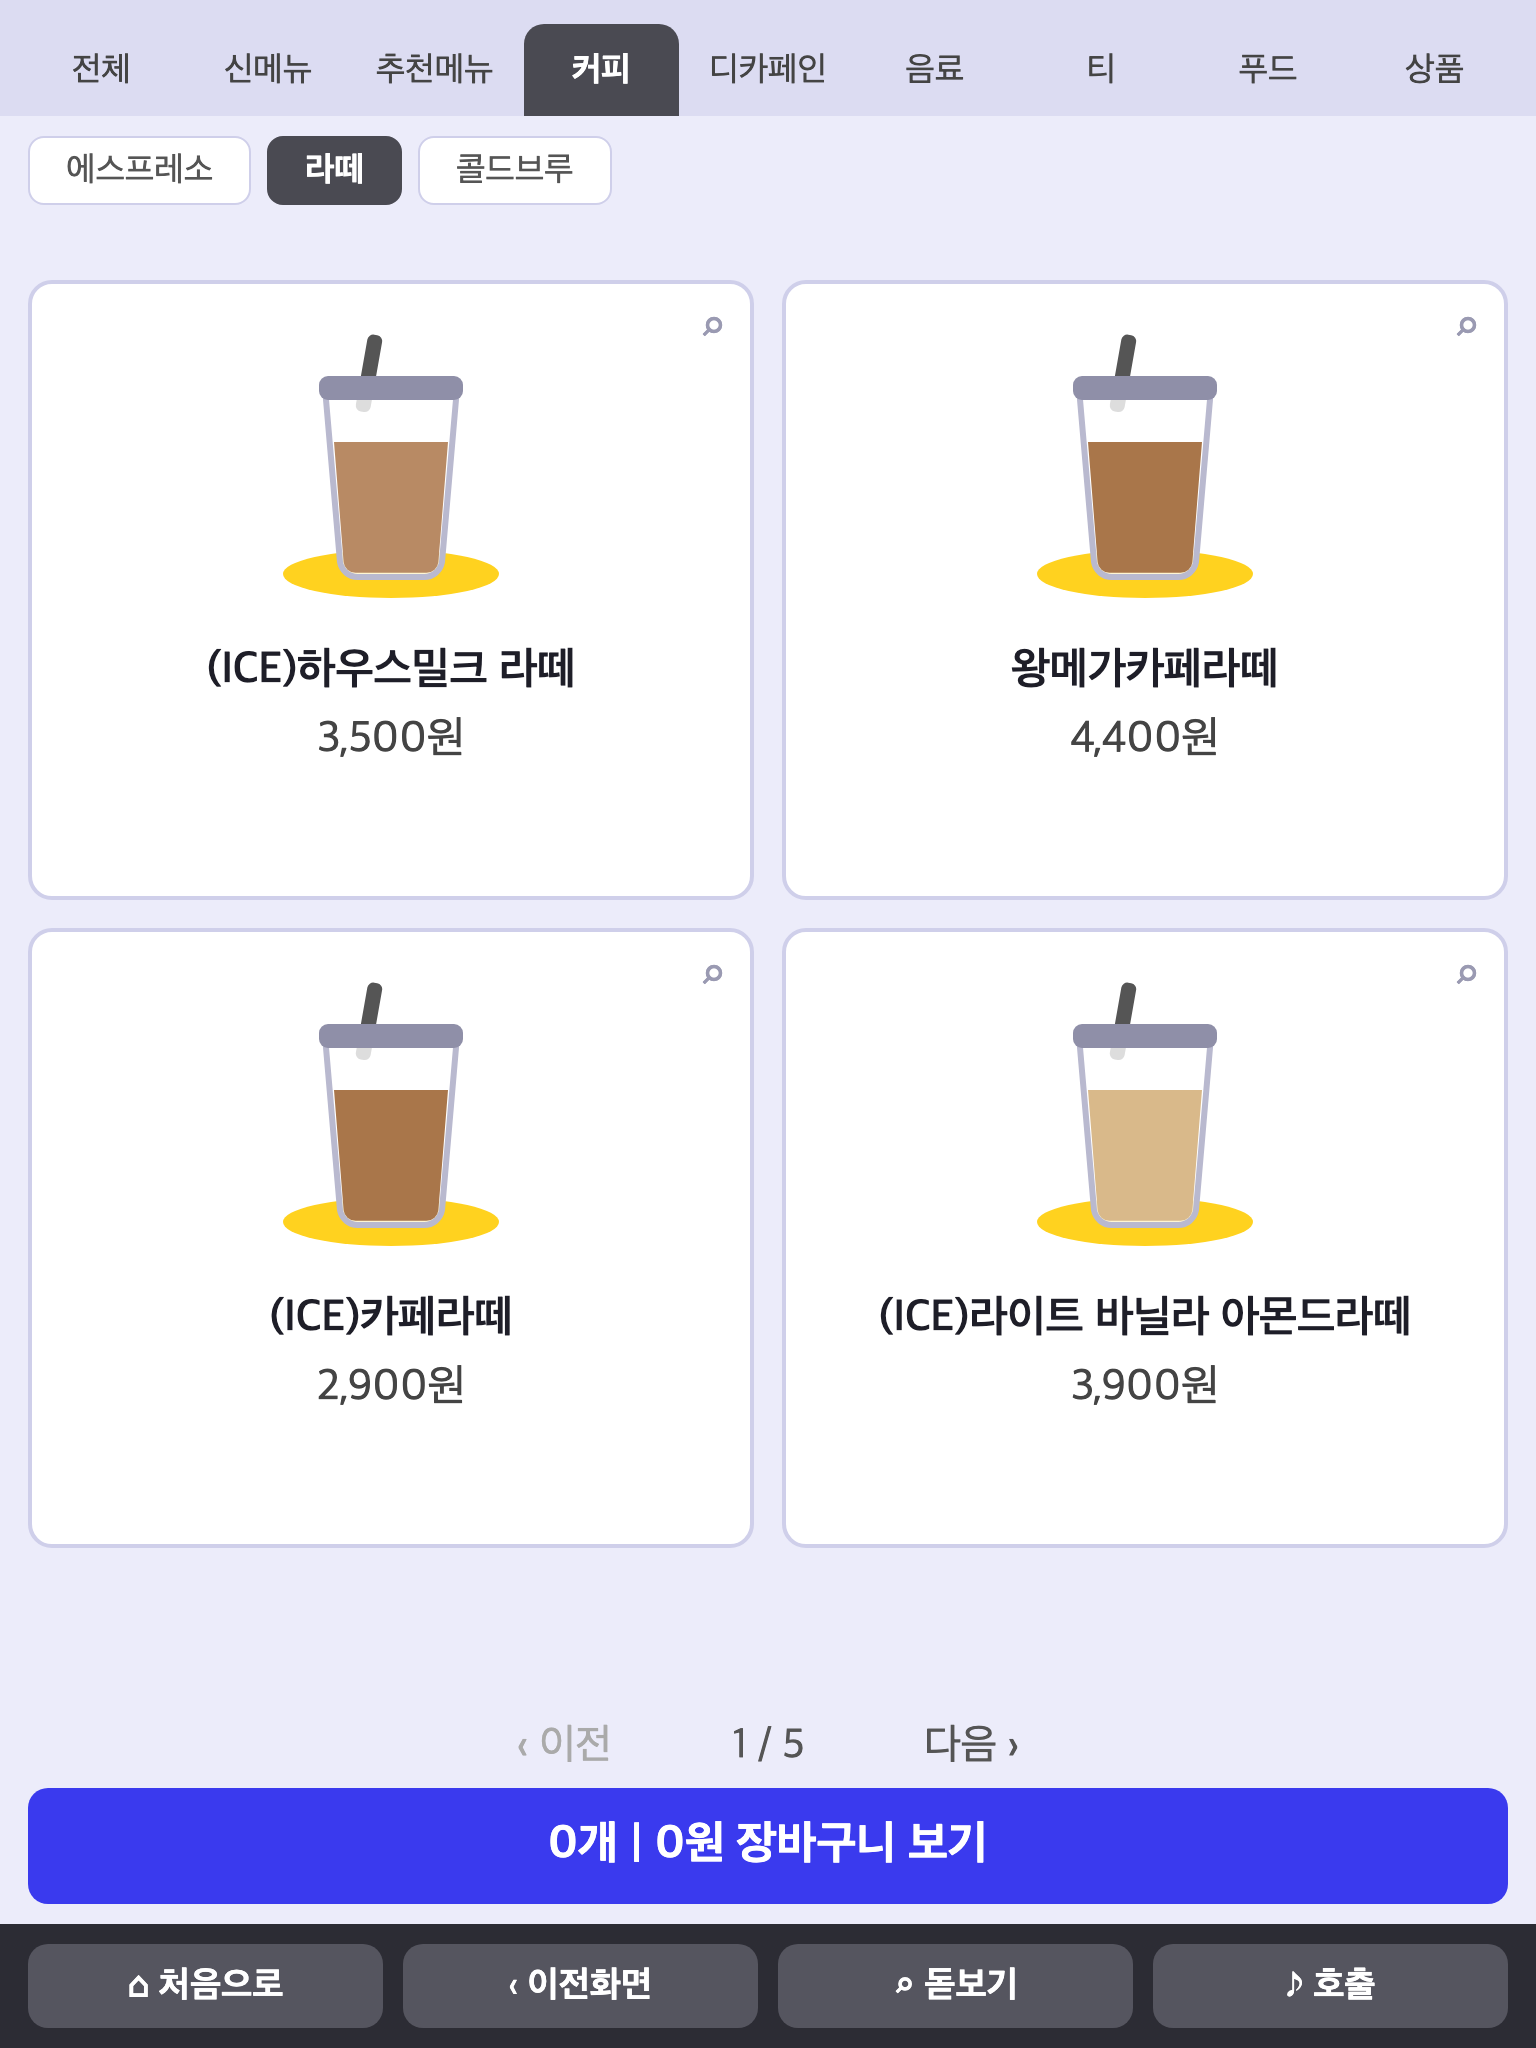 전체 신메뉴 추천메뉴 커피 디카페인 음료 티 푸드 상품
에스프레소 라떼 콜드브루
(ICE)하우스밀크 라떼
3,500원
왕메가카페라떼
4,400원
(ICE)카페라떼
2,900원
(ICE)라이트 바닐라 아몬드라떼
3,900원
‹ 이전 1 / 5 다음 ›
0개 | 0원 장바구니 보기
⌂ 처음으로 ‹ 이전화면 ⌕ 돋보기 ♪ 호출